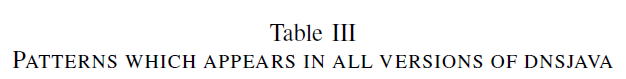 Table III
PATTERNS WHICH APPEARS IN ALL VERSIONS OF DNSJAVA